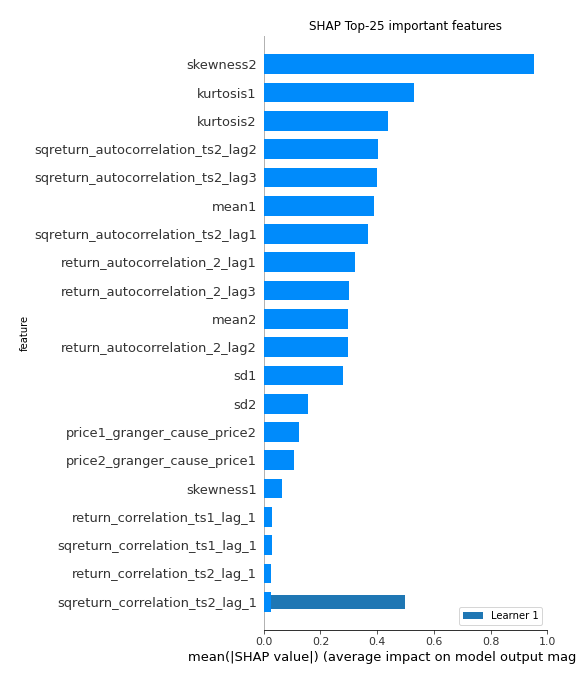 SHAP Top-25 important features
skewness2
kurtosis1
kurtosis2
sqreturn_autocorrelation_ts2_lag2
sqreturn_autocorrelation_ts2_lag3
mean1
sqreturn_autocorrelation_ts2_lag1
return_autocorrelation_2_lag1
return_autocorrelation_2_lag3
mean2
return_autocorrelation_2_lag2
sd1
sd2
price1_granger_cause_price2
price2_granger_cause_price1
skewness1
return_correlation_ts1_lag_1
sqreturn_correlation_ts1_lag_1
return_correlation_ts2_lag_1
sqreturn_correlation_ts2_lag_1
feature
Learner 1
0.0 0.2 0.4 0.6 0.8 1.0
mean(|SHAP value|) (average impact on model output mag